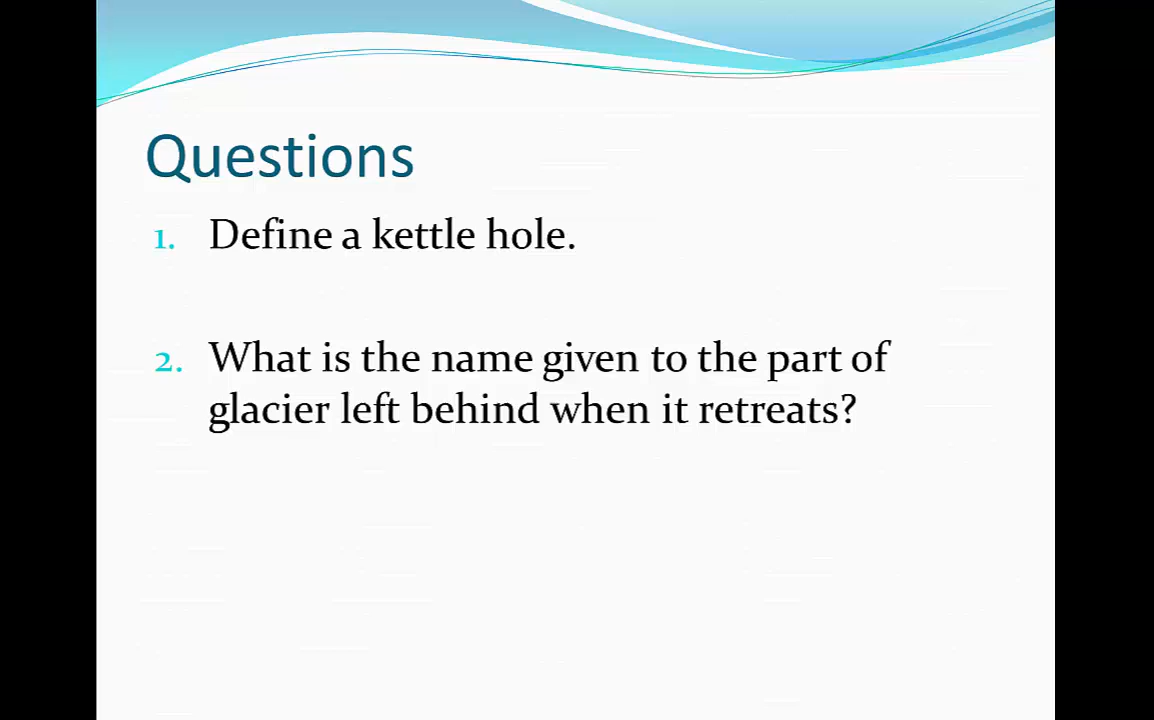 Questions
1. Define a kettle hole.
2. What is the name given to the part of
glacier left behind when it retreats?